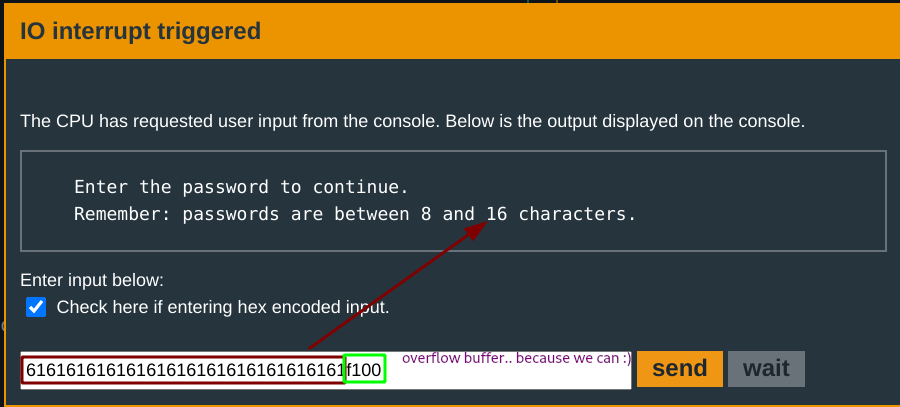 IO interrupt triggered
The CPU has requested user input from the console. Below is the output displayed on the console.
Enter the password to continue.
Remember: passwords are between 8 and 16 characters.
Enter input below:
Check here if entering hex encoded input.
61616161616161616161616161616161f100 overflow buffer.. because we can :) send wait